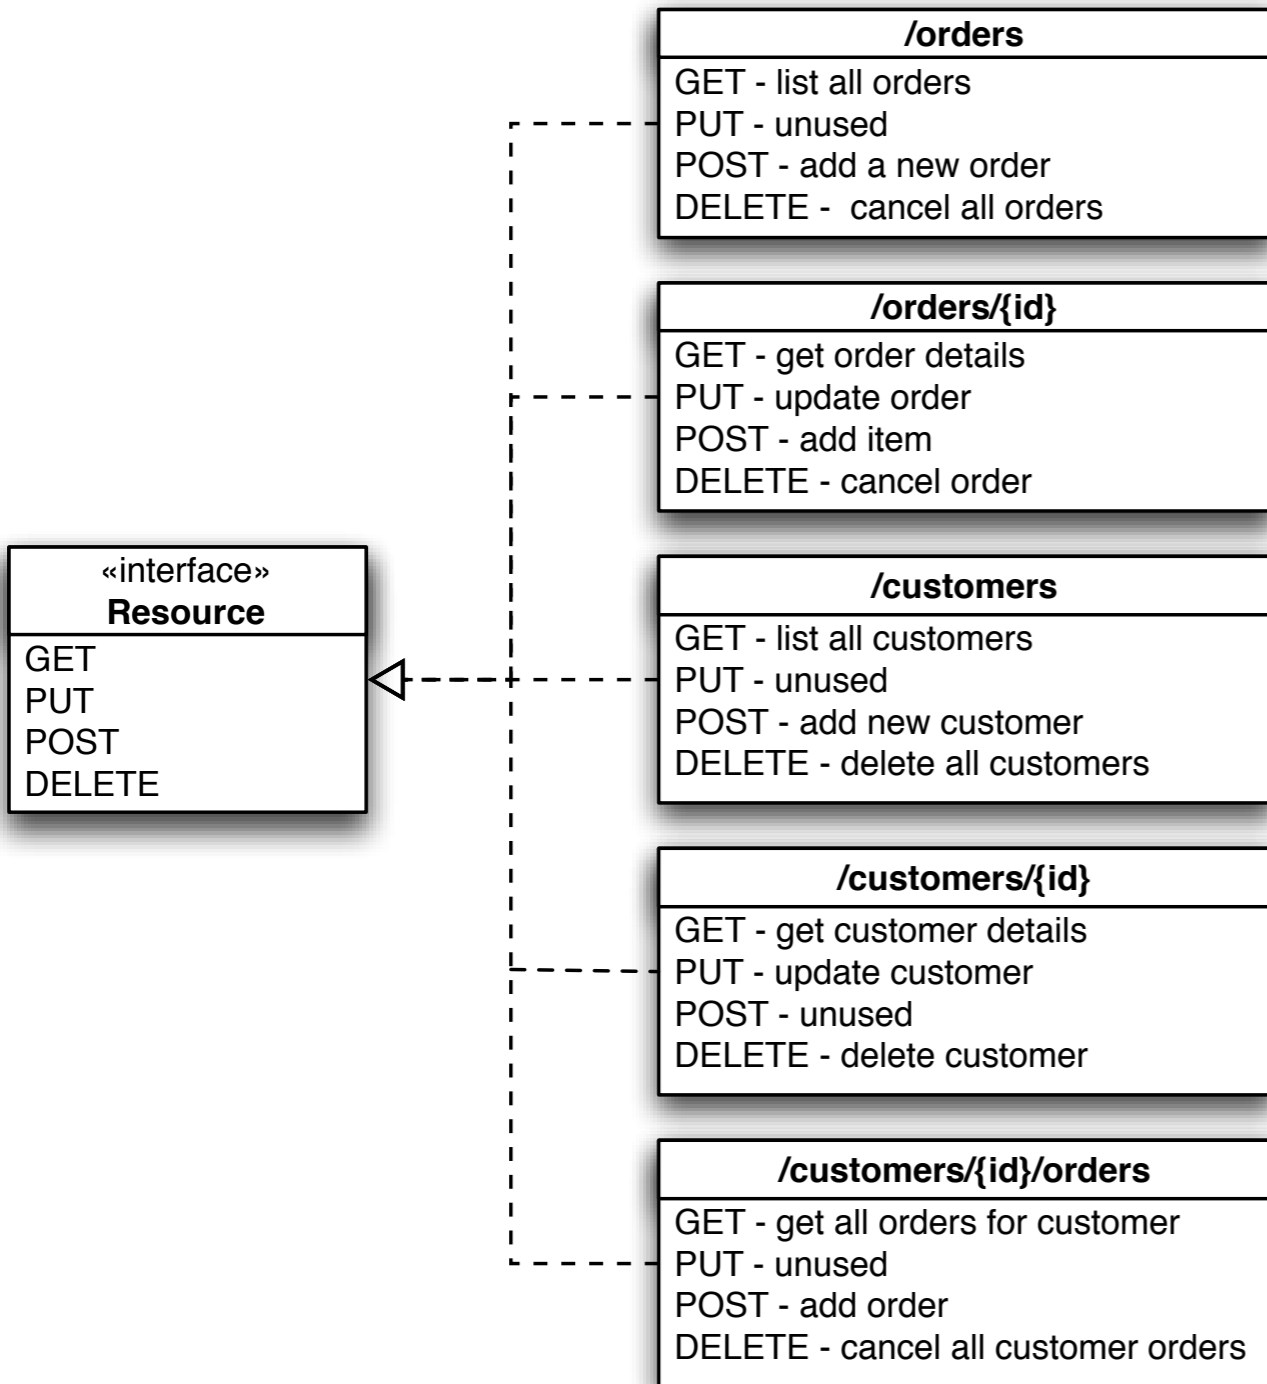 /orders
GET - list all orders
PUT - unused
POST - add a new order
DELETE -  cancel all orders
/orders/{id}
GET - get order details
PUT - update order
POST - add item
DELETE - cancel order
«interface»
Resource
GET
PUT
POST
DELETE
/customers
GET - list all customers
PUT - unused
POST - add new customer
DELETE - delete all customers
/customers/{id}
GET - get customer details
PUT - update customer
POST - unused
DELETE - delete customer
/customers/{id}/orders
GET - get all orders for customer
PUT - unused
POST - add order
DELETE - cancel all customer orders